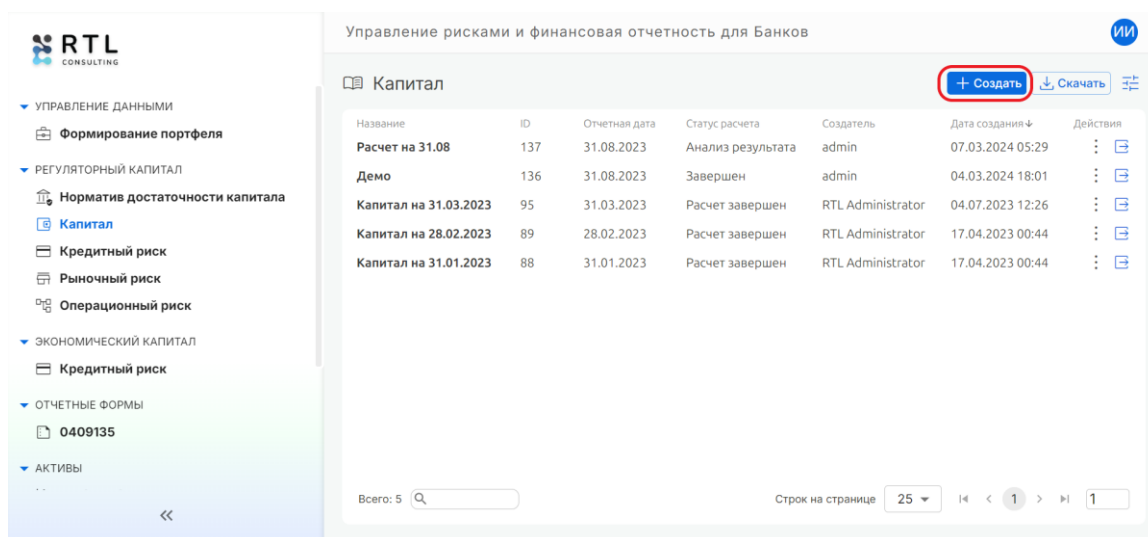 RTL
CONSULTING
УПРАВЛЕНИЕ ДАННЫМИ
Формирование портфеля
РЕГУЛЯТОРНЫЙ КАПИТАЛ
Норматив достаточности капитала
Капитал
Кредитный риск
Рыночный риск
Операционный риск
ЭКОНОМИЧЕСКИЙ КАПИТАЛ
Кредитный риск
ОТЧЕТНЫЕ ФОРМЫ
0409135
АКТИВЫ
Управление рисками и финансовая отчетность для Банков ИИ
Капитал + Создать Скачать
Название ID Отчетная дата Статус расчета Создатель Дата создания Действия
Расчет на 31.08 137 31.08.2023 Анализ результата admin 07.03.2024 05:29
Демо 136 31.08.2023 Завершен admin 04.03.2024 18:01
Капитал на 31.03.2023 95 31.03.2023 Расчет завершен RTL Administrator 04.07.2023 12:26
Капитал на 28.02.2023 89 28.02.2023 Расчет завершен RTL Administrator 17.04.2023 00:44
Капитал на 31.01.2023 88 31.01.2023 Расчет завершен RTL Administrator 17.04.2023 00:44
Всего: 5 Строк на странице 25 1 1